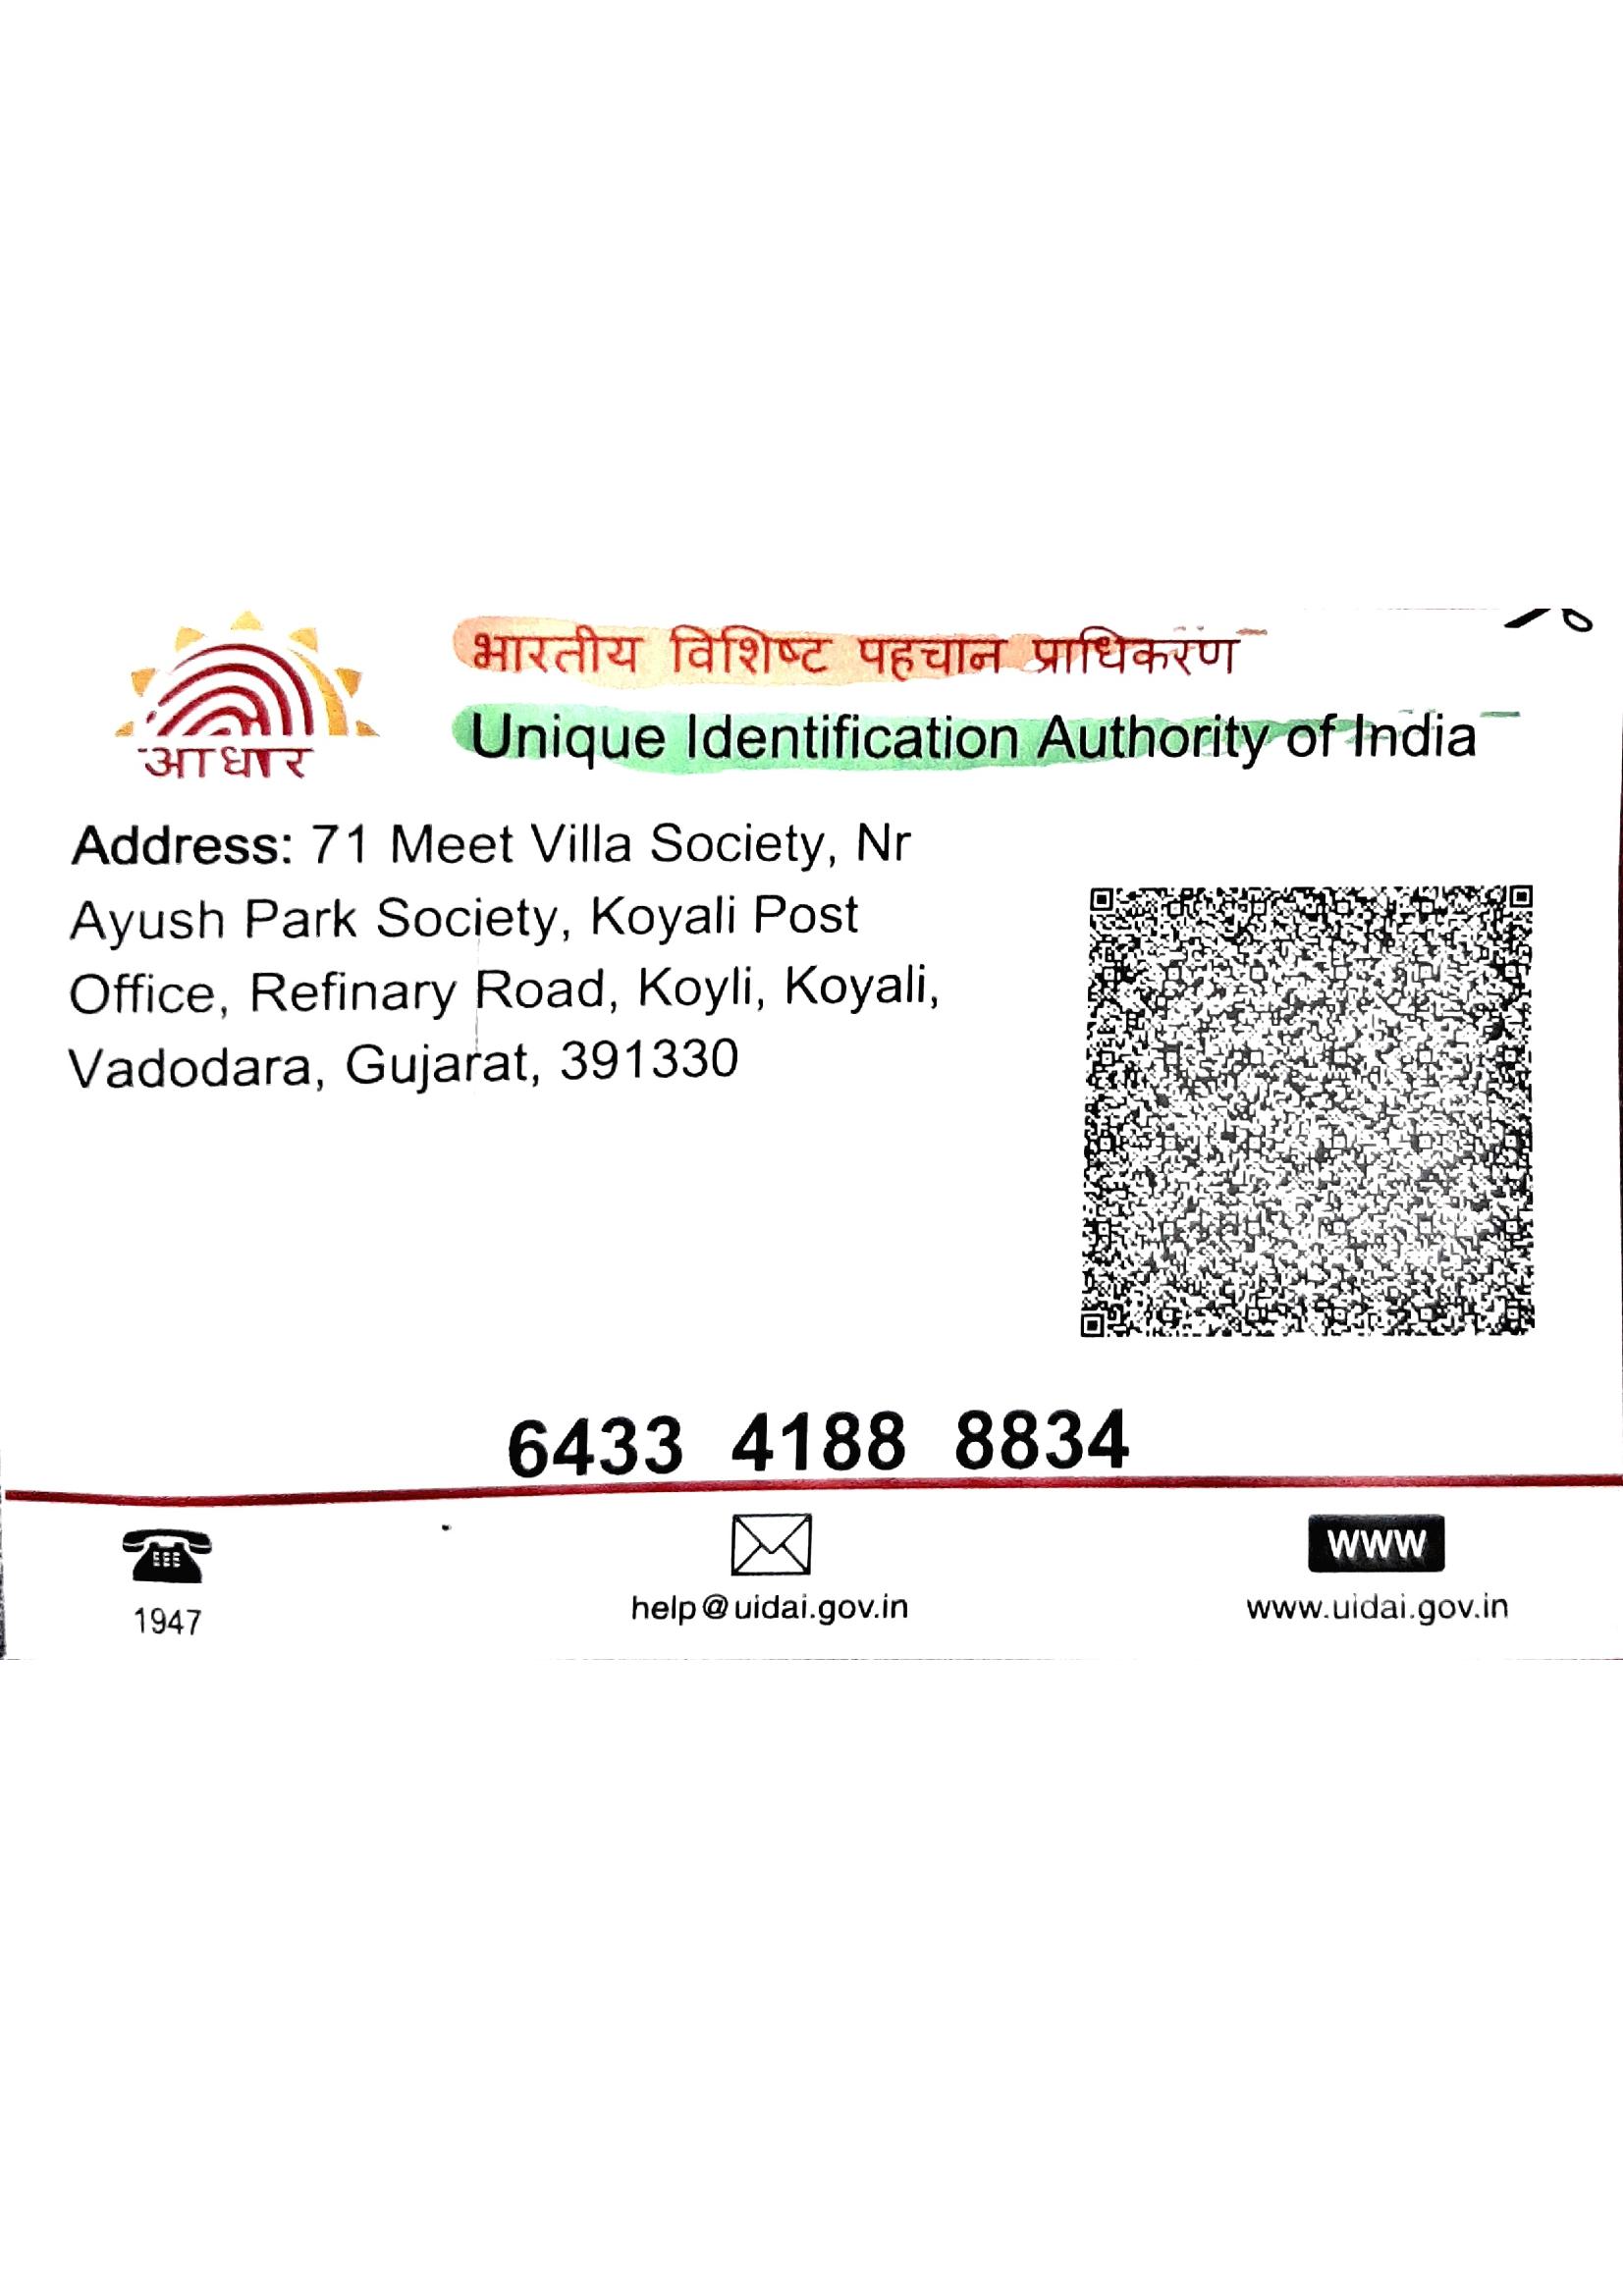 आधार
भारतीय विशिष्ट पहचान प्राधिकरण
Unique Identification Authority of India
Address: 71 Meet Villa Society, Nr
Ayush Park Society, Koyali Post
Office, Refinary Road, Koyli, Koyali,
Vadodara, Gujarat, 391330
6433 4188 8834
1947
help@uidai.gov.in
WWW
www.uidai.gov.in